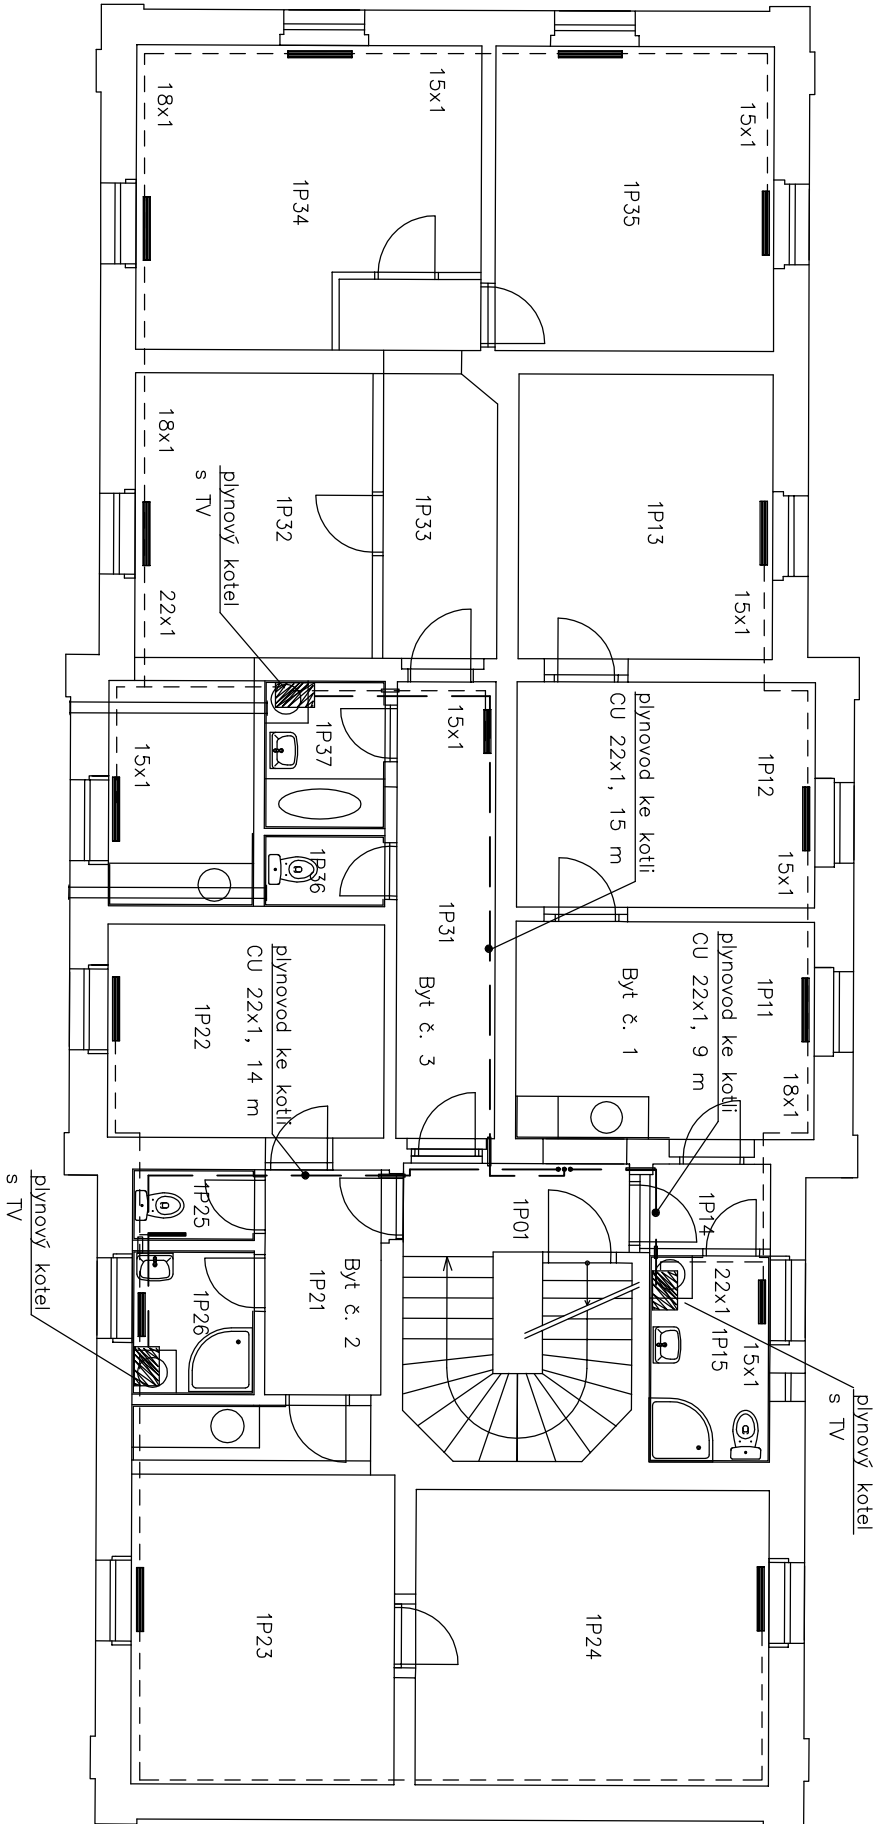 15x1
18x1
1P34
15x1
1P35
18x1
plynový kotel
s TV
1P32
22x1
1P33
1P13
15x1
15x1
1P37
15x1
plynovod ke kotli
CU 22x1, 15 m
1P12
15x1
1P36
1P31
Byt č. 3
Byt č. 1
1P11
plynovod ke kotli
CU 22x1, 9 m
18x1
1P22
plynovod ke kotli
CU 22x1, 14 m
1P25
1P26
plynový kotel
s TV
1P21
Byt č. 2
1P01
1P14
22x1
1P15
15x1
plynový kotel
s TV
1P23
1P24